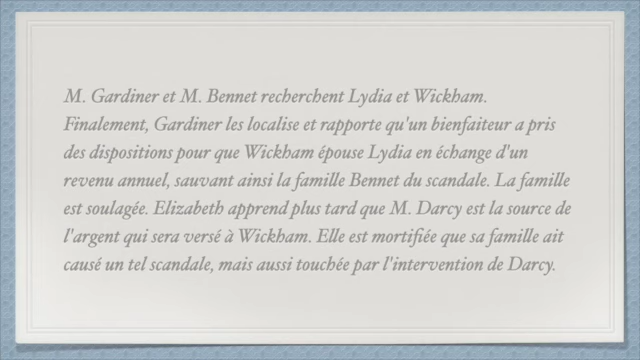 M. Gardiner et M. Bennet recherchent Lydia et Wickham.
Finalement, Gardiner les localise et rapporte qu'un bienfaiteur a pris
des dispositions pour que Wickham épouse Lydia en échange d'un
revenu annuel, sauvant ainsi la famille Bennet du scandale. La famille
est soulagée. Elizabeth apprend plus tard que M. Darcy est la source de
l'argent qui sera versé à Wickham. Elle est mortifiée que sa famille ait
causé un tel scandale, mais aussi touchée par l'intervention de Darcy.